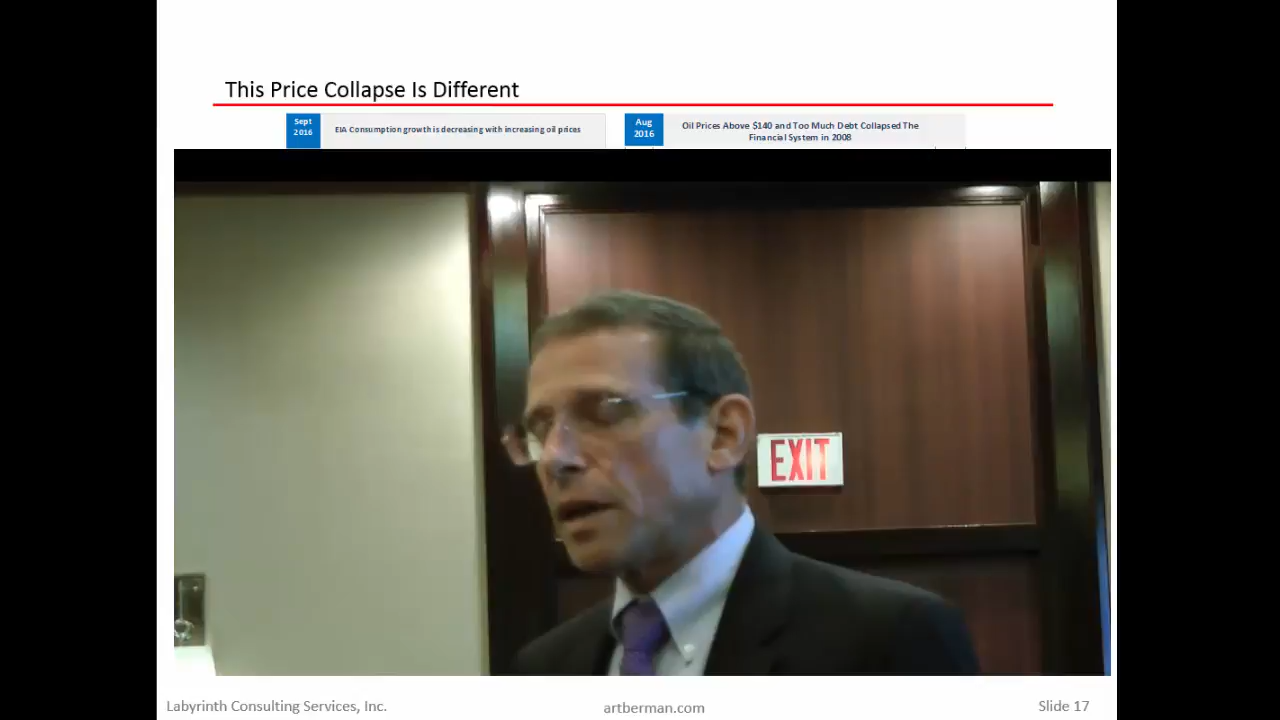 This Price Collapse Is Different
Sept
2016
EIA Consumption growth is decreasing with increasing oil prices
Aug
2016
Oil Prices Above $140 and Too Much Debt Collapsed The
Financial System in 2008
EXIT
Labyrinth Consulting Services, Inc.
artberman.com
Slide 17